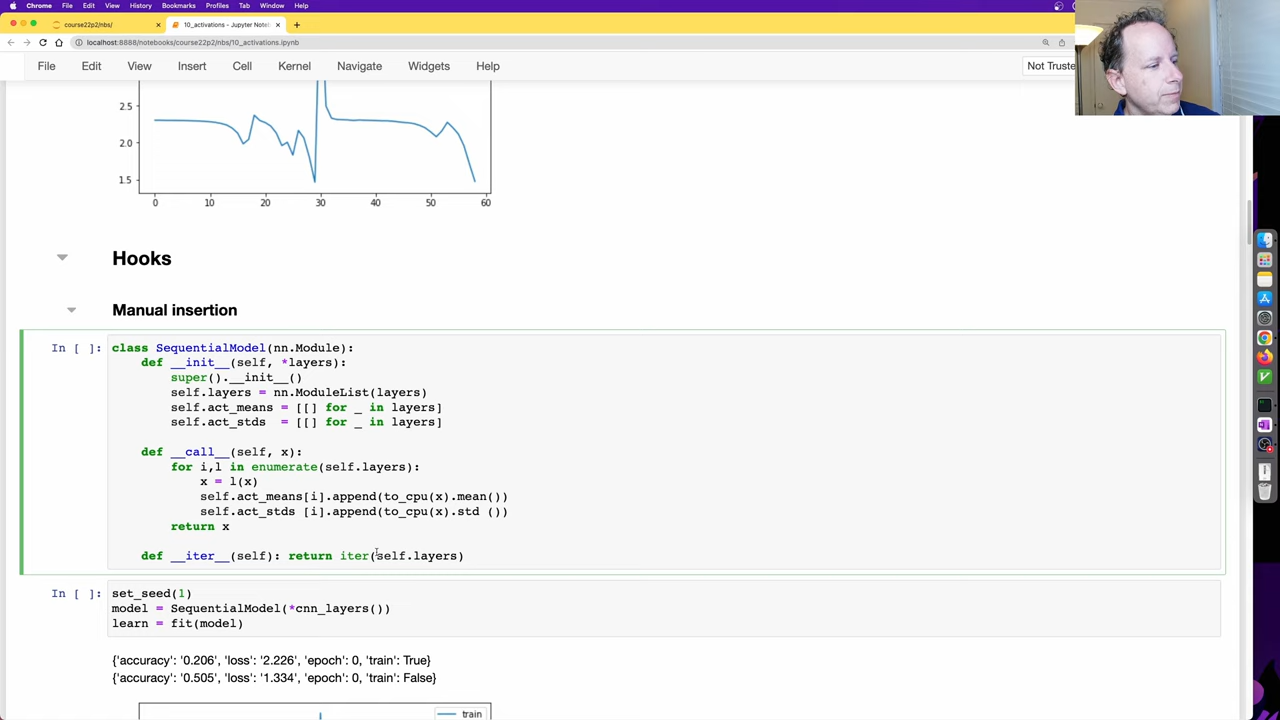 Chrome File Edit View History Bookmarks Profiles Tab Window Help
course22p2/nbs/
10_activations - Jupyter Note
localhost:8888/notebooks/course22p2/nbs/10_activations.ipynb
File Edit View Insert Cell Kernel Navigate Widgets Help
Not Truste
2.5
2.0
1.5
0 10 20 30 40 50 60
Hooks
Manual insertion
In [ ]:
class SequentialModel(nn.Module):
def __init__(self, *layers):
super().__init__()
self.layers = nn.ModuleList(layers)
self.act_means = [[] for _ in layers]
self.act_stds  = [[] for _ in layers]
def __call__(self, x):
for i,l in enumerate(self.layers):
x = l(x)
self.act_means[i].append(to_cpu(x).mean())
self.act_stds [i].append(to_cpu(x).std ())
return x
def __iter__(self): return iter(self.layers)
In [ ]:
set_seed(1)
model = SequentialModel(*cnn_layers())
learn = fit(model)
{'accuracy': '0.206', 'loss': '2.226', 'epoch': 0, 'train': True}
{'accuracy': '0.505', 'loss': '1.334', 'epoch': 0, 'train': False}
train